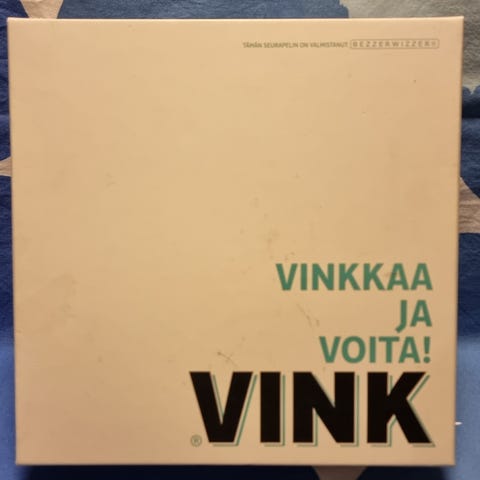 TÄMÄN SEURAPELIN ON VALMISTANUT BEZZERWIZZER®
VINKKAA
JA
VOITA!
®VINK